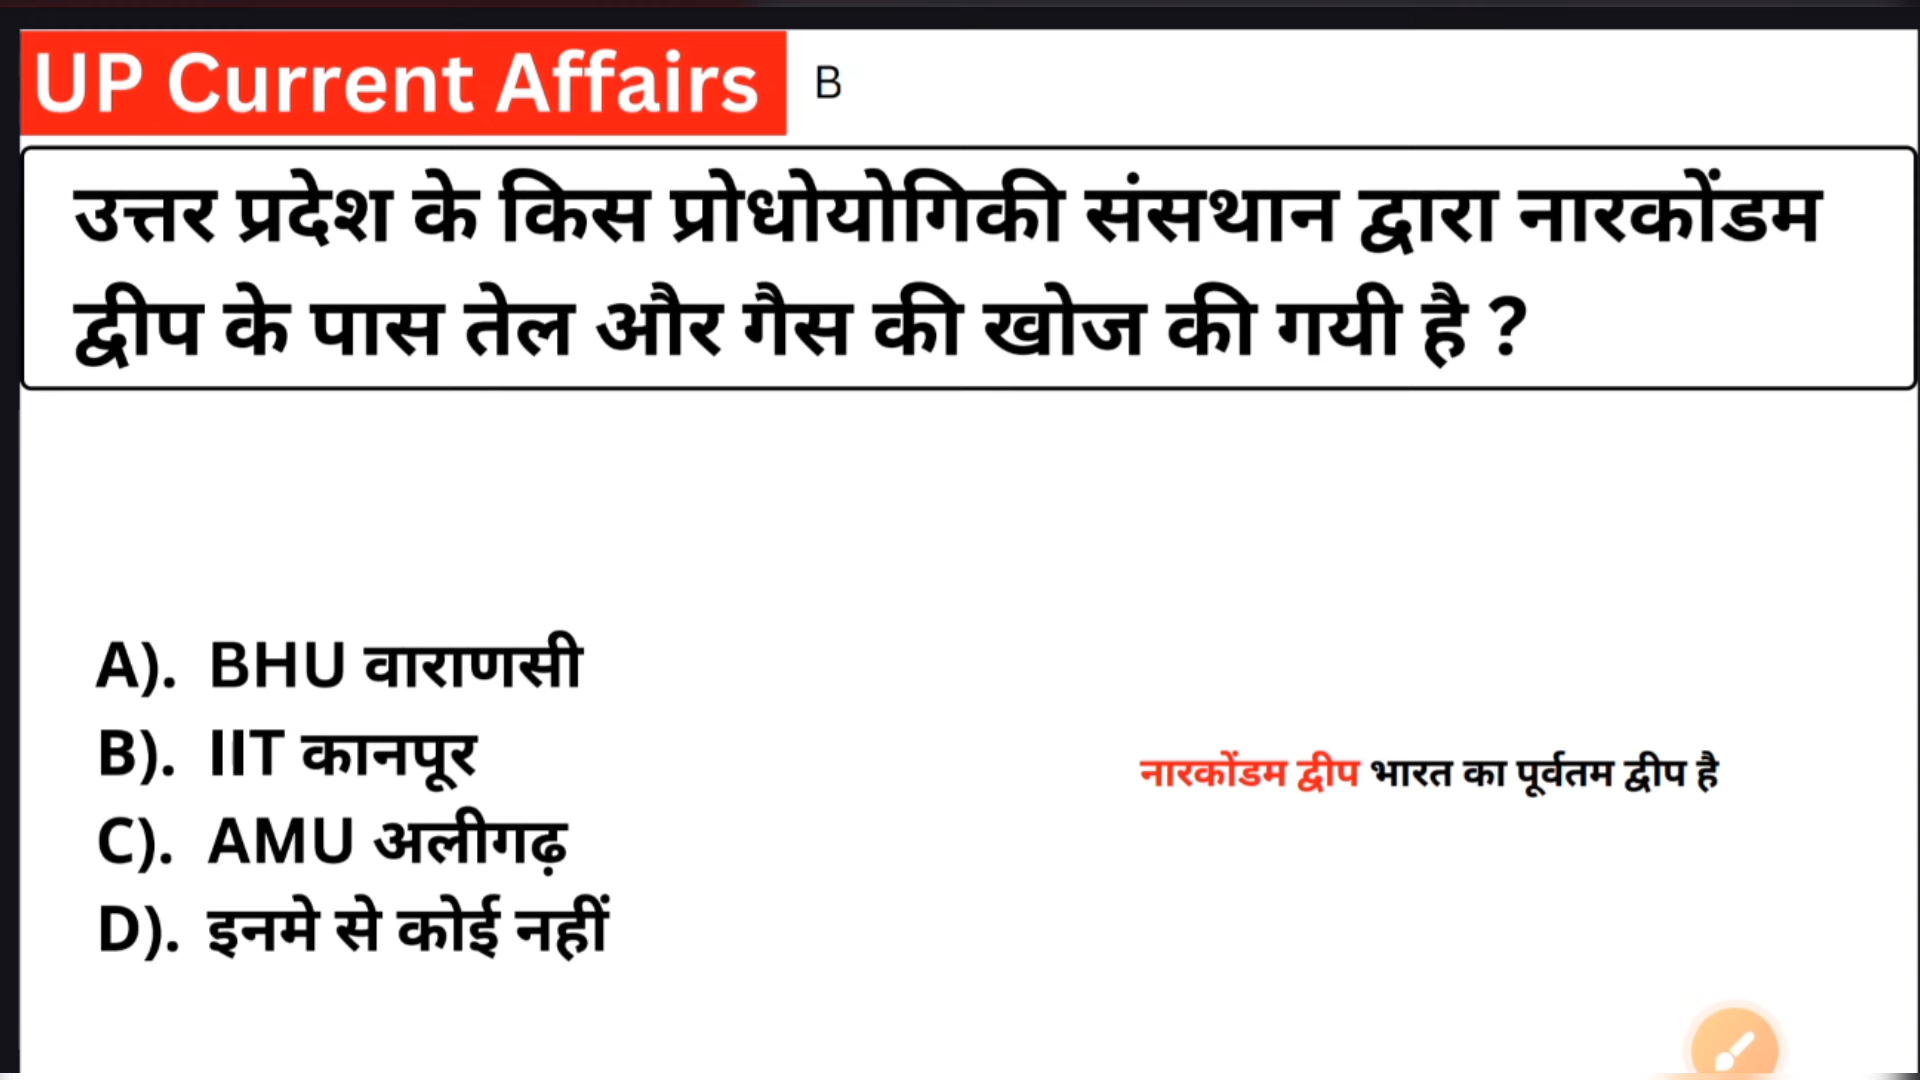 UP Current Affairs B
उत्तर प्रदेश के किस प्रोधोयोगिकी संसथान द्वारा नारकोंडम
द्वीप के पास तेल और गैस की खोज की गयी है ?
A). BHU वाराणसी
B). IIT कानपूर
नारकोंडम द्वीप भारत का पूर्वतम द्वीप है
C). AMU अलीगढ़
D). इनमे से कोई नहीं